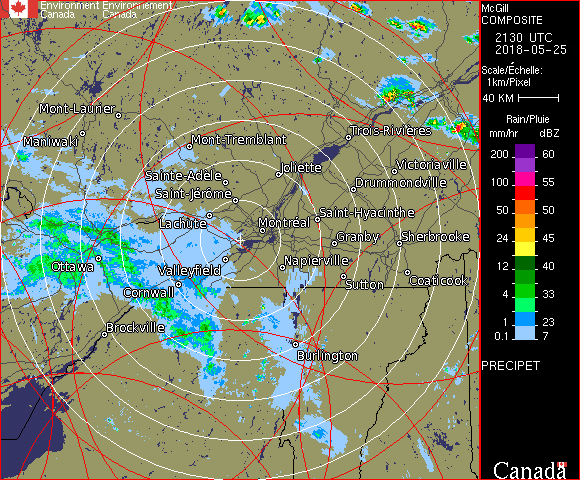 Environment Environnement
Canada Canada
McGill
COMPOSITE
2130 UTC
2018-05-25
Scale/Échelle:
1km/Pixel
40 KM
Rain/Pluie
mm/hr dBZ
200 60
100 55
50 50
24 45
12 40
4 33
1 23
0.1 7
PRECIPET
Canada
Mont-Laurier
Maniwaki
Mont-Tremblant
Trois-Rivières
Sainte-Adèle
Joliette
Victoriaville
Saint-Jérôme
Drummondville
Lachute
Montréal
Saint-Hyacinthe
Granby
Sherbrooke
Ottawa
Valleyfield
Napierville
Cornwall
Sutton
Coaticook
Brockville
Burlington